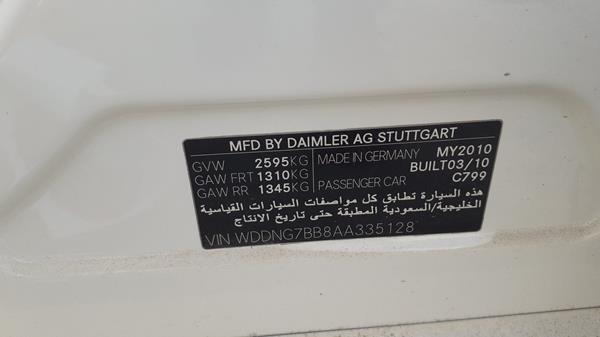 MFD BY DAIMLER AG STUTTGART
GVW 2595KG MADE IN GERMANY MY2010
GAW FRT 1310KG BUILT03/10
GAW RR 1345KG PASSENGER CAR C799
هذه السيارة تطابق كل مواصفات السيارات القياسية
الخليجية/السعودية المطبقة حتى تاريخ الانتاج
VIN WDDNG7BB8AA335128